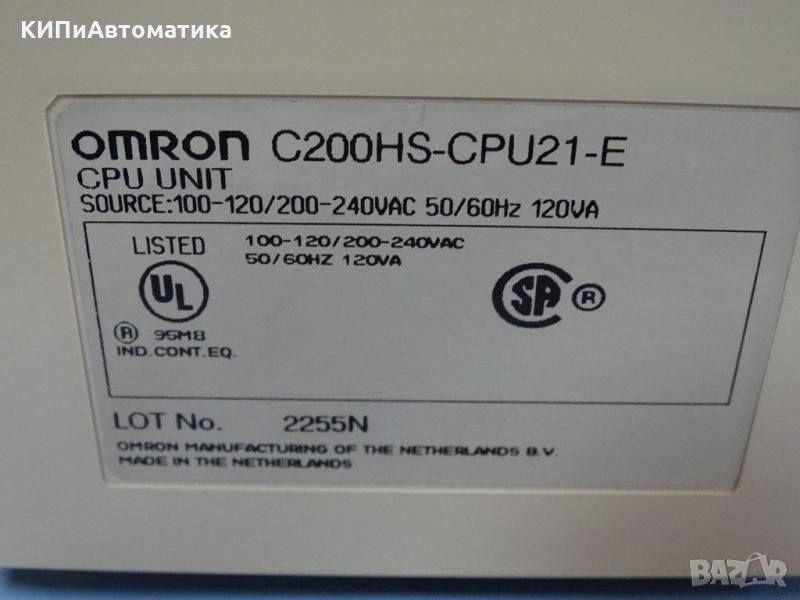 КИПиАвтоматика
OMRON C200HS-CPU21-E
CPU UNIT
SOURCE:100-120/200-240VAC 50/60Hz 120VA
LISTED 100-120/200-240VAC
50/60HZ 120VA
UL
SA ®
® 95M8
IND.CONT.EQ.
LOT No. 2255N
OMRON MANUFACTURING OF THE NETHERLANDS B.V.
MADE IN THE NETHERLANDS
BAZAR